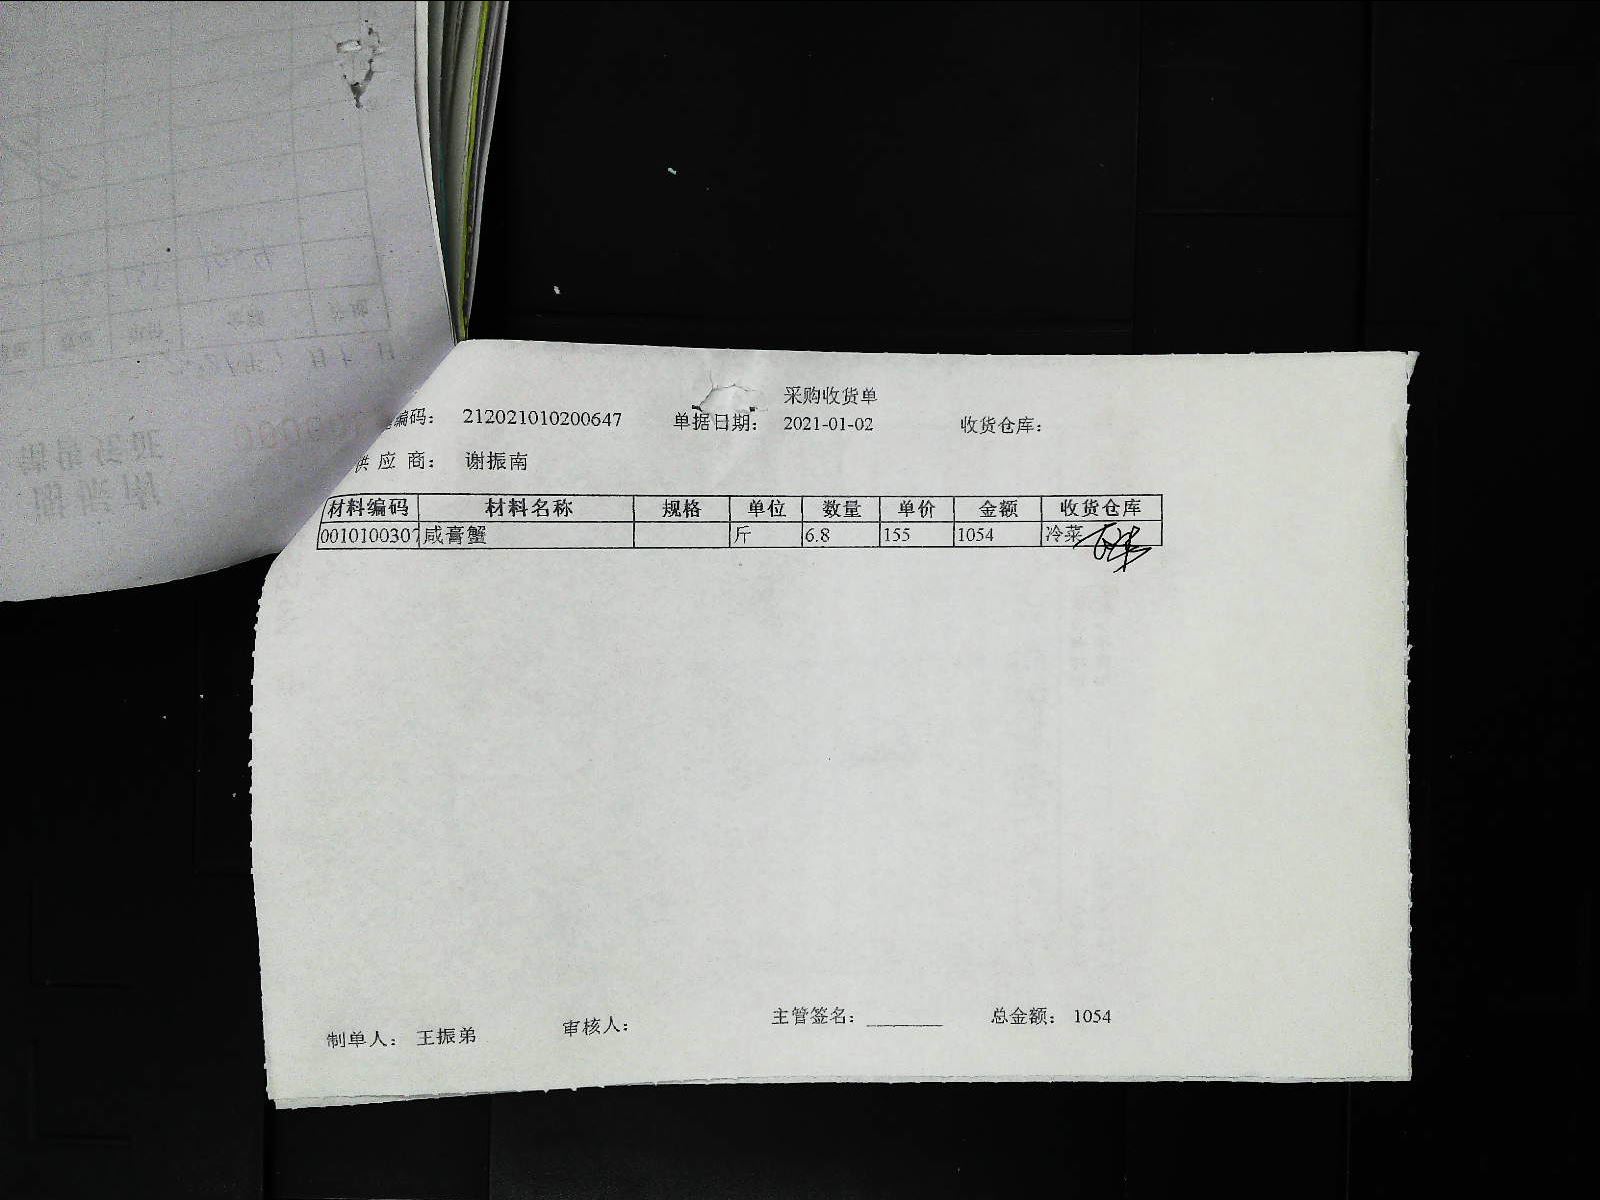 采购收货单
编码： 212021010200647 单据日期： 2021-01-02 收货仓库：
供应商： 谢振南
材料编码 材料名称 规格 单位 数量 单价 金额 收货仓库
0010100307 咸膏蟹 斤 6.8 155 1054 冷菜
制单人： 王振弟 审核人： 主管签名： 总金额： 1054